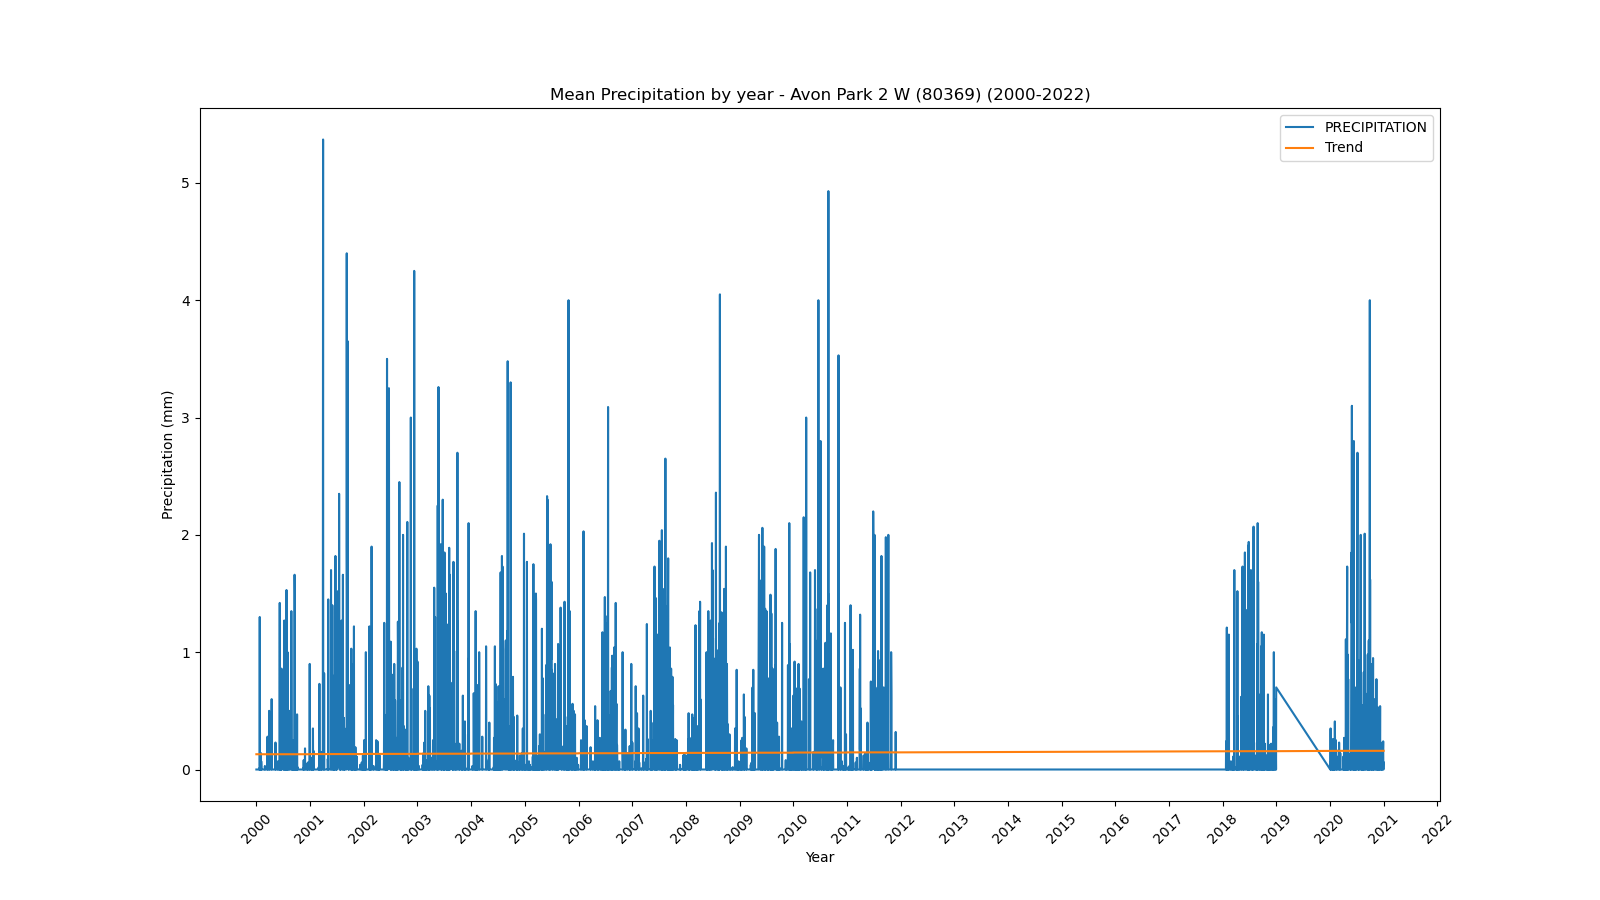 Mean Precipitation by year - Avon Park 2 W (80369) (2000-2022)
PRECIPITATION
Trend
5
4
3
2
1
0
Precipitation (mm)
2000 2001 2002 2003 2004 2005 2006 2007 2008 2009 2010 2011 2012 2013 2014 2015 2016 2017 2018 2019 2020 2021 2022
Year